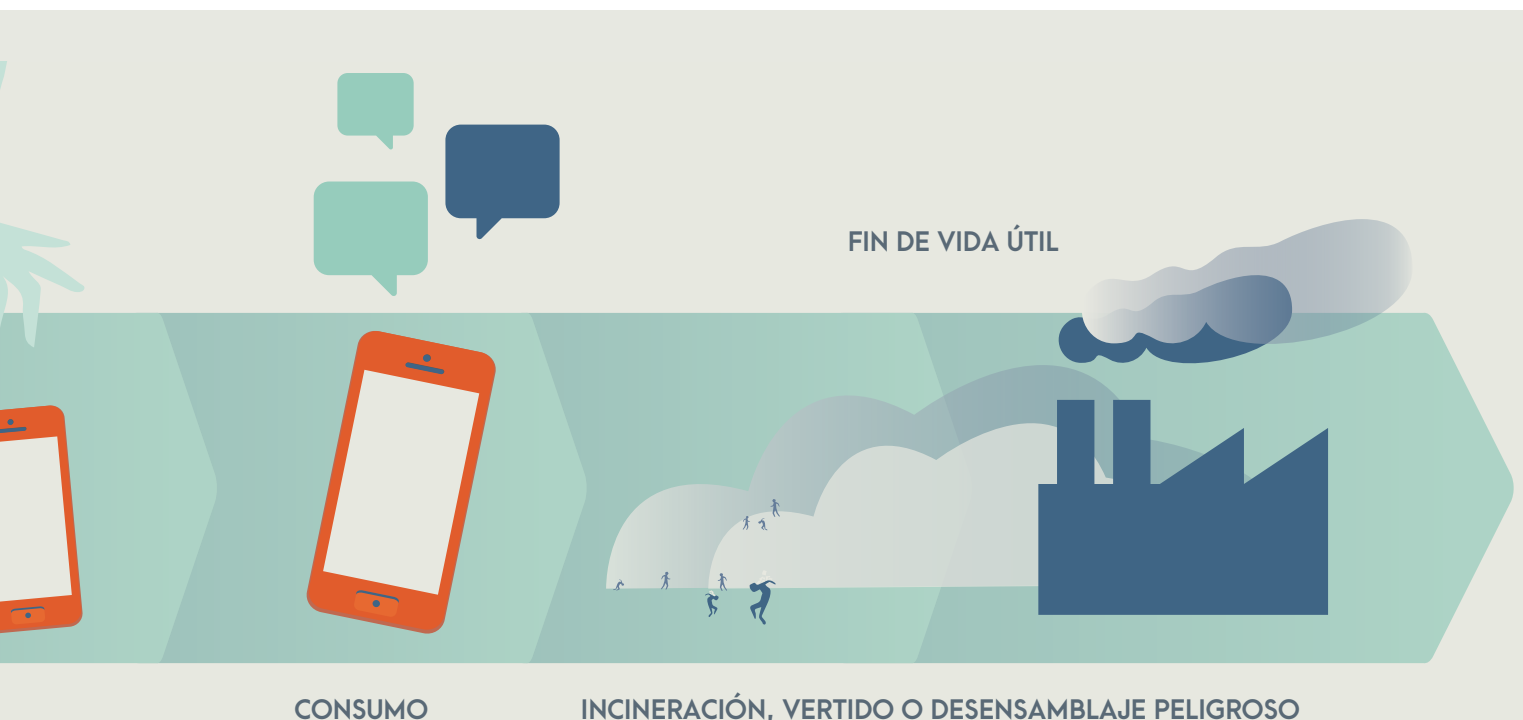 FIN DE VIDA ÚTIL
CONSUMO
INCINERACIÓN, VERTIDO O DESENSAMBLAJE PELIGROSO